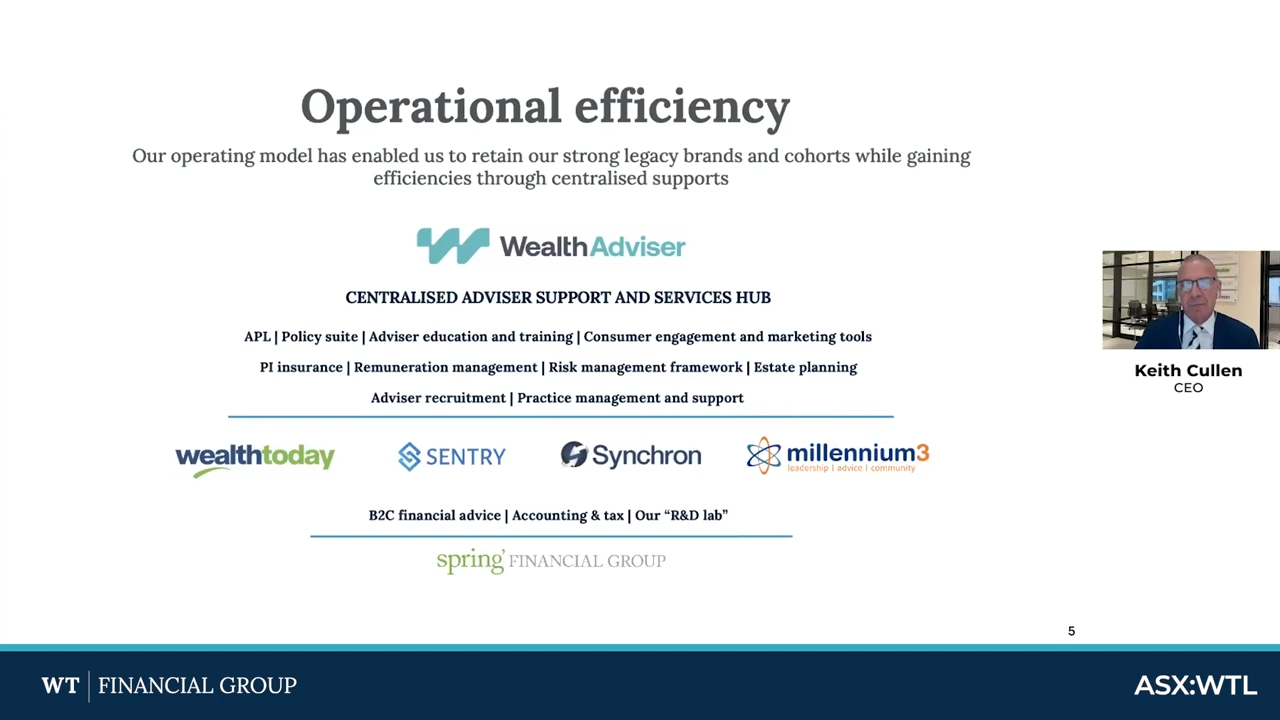 Operational efficiency
Our operating model has enabled us to retain our strong legacy brands and cohorts while gaining
efficiencies through centralised supports
WealthAdviser
CENTRALISED ADVISER SUPPORT AND SERVICES HUB
APL | Policy suite | Adviser education and training | Consumer engagement and marketing tools
PI insurance | Remuneration management | Risk management framework | Estate planning
Adviser recruitment | Practice management and support
wealthtoday
SENTRY
Synchron
millennium3
leadership | advice | community
B2C financial advice | Accounting & tax | Our “R&D lab”
spring FINANCIAL GROUP
Keith Cullen
CEO
5
WT | FINANCIAL GROUP
ASX:WTL